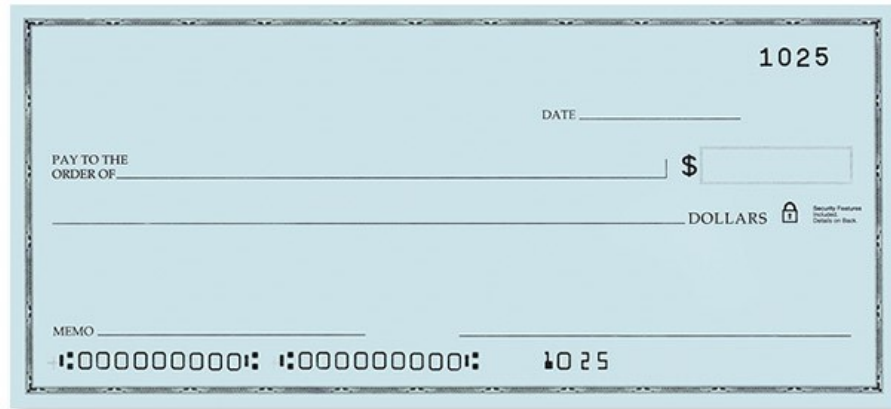 1025
DATE
PAY TO THE
ORDER OF
$
DOLLARS
Security Features
Included.
Details on Back.
MEMO
⑆000000000⑆ ⑆000000000⑆ 1025